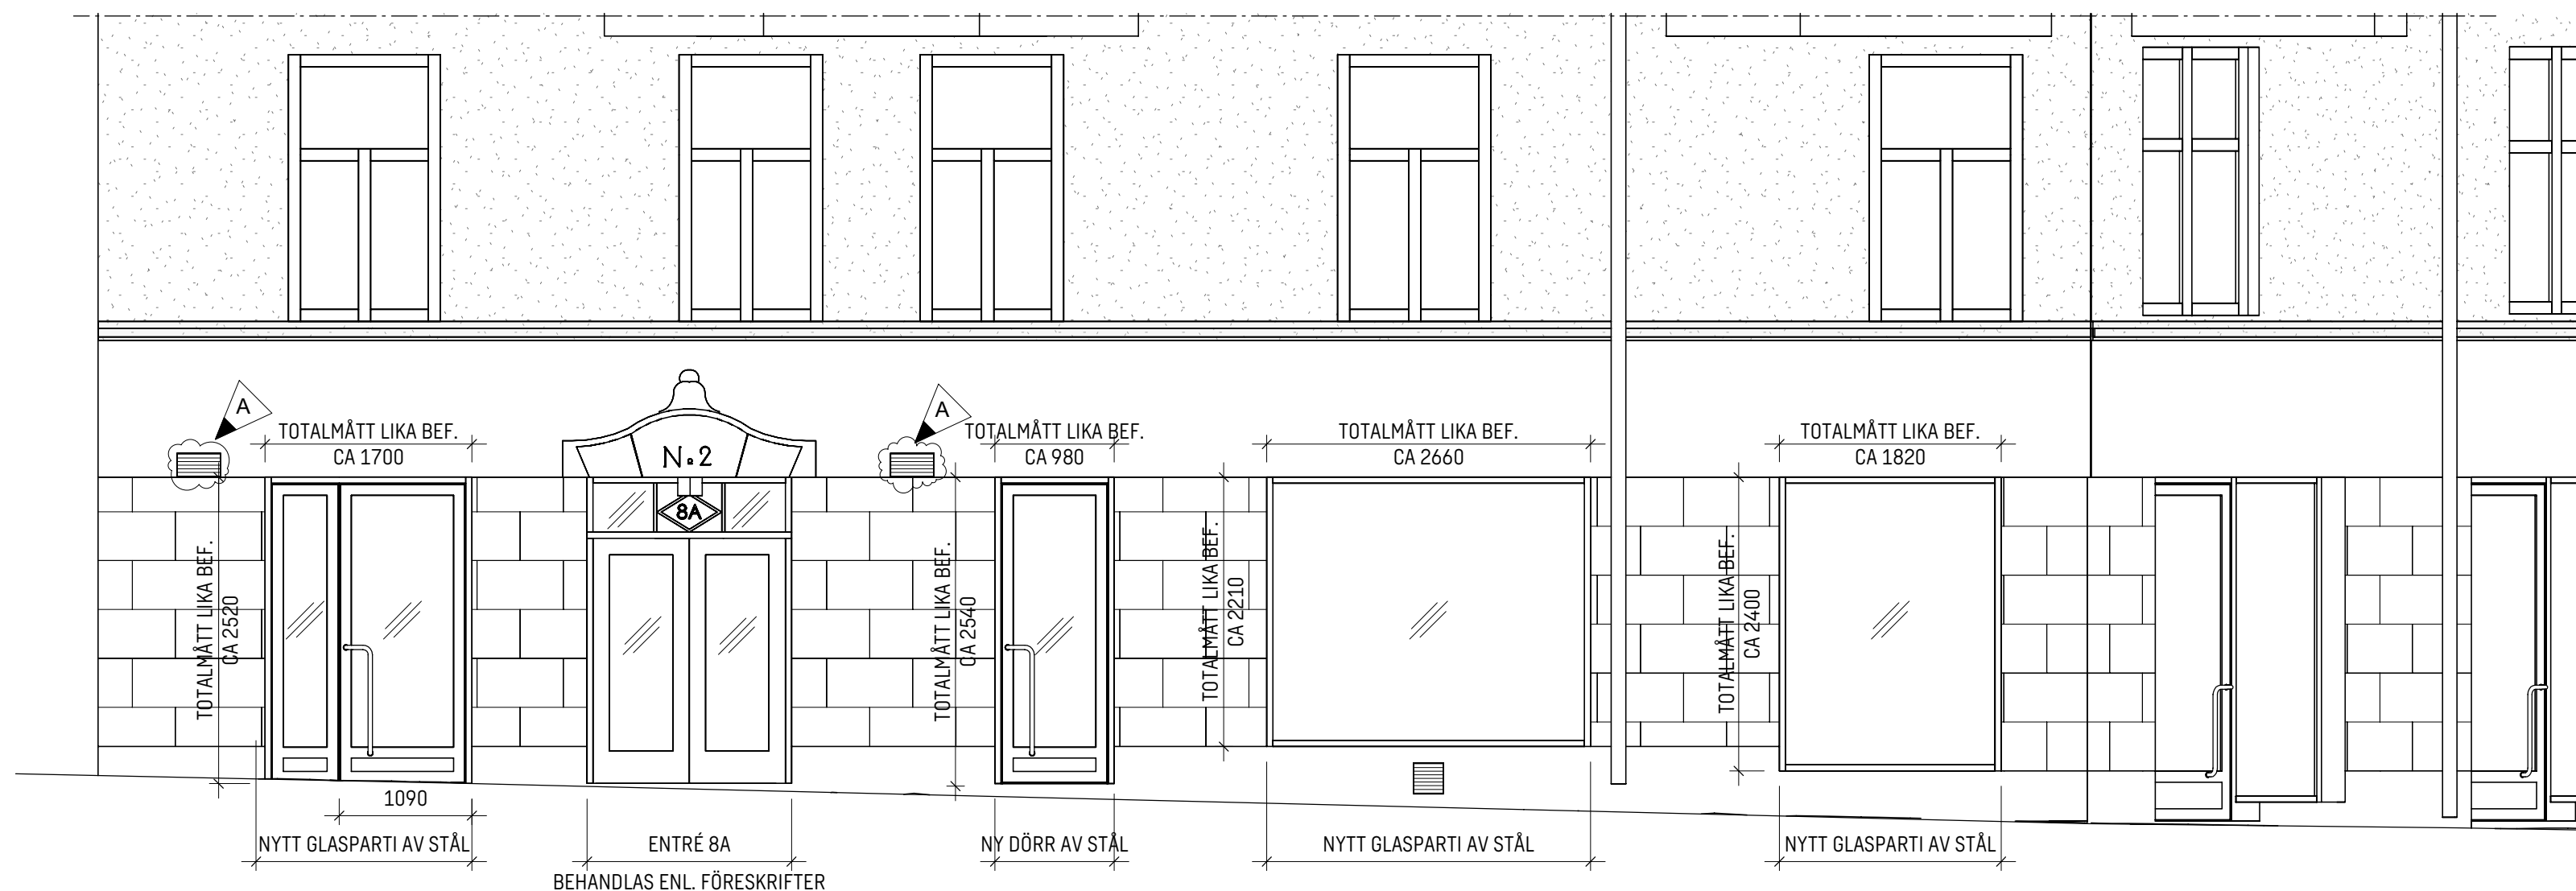 A
A
TOTALMÅTT LIKA BEF.
CA 1700
TOTALMÅTT LIKA BEF.
CA 980
TOTALMÅTT LIKA BEF.
CA 2660
TOTALMÅTT LIKA BEF.
CA 1820
N.2
8A
TOTALMÅTT LIKA BEF.
CA 2520
TOTALMÅTT LIKA BEF.
CA 2540
TOTALMÅTT LIKA BEF.
CA 2210
TOTALMÅTT LIKA BEF.
CA 2400
1090
NYTT GLASPARTI AV STÅL
ENTRÉ 8A
BEHANDLAS ENL. FÖRESKRIFTER
NY DÖRR AV STÅL
NYTT GLASPARTI AV STÅL
NYTT GLASPARTI AV STÅL